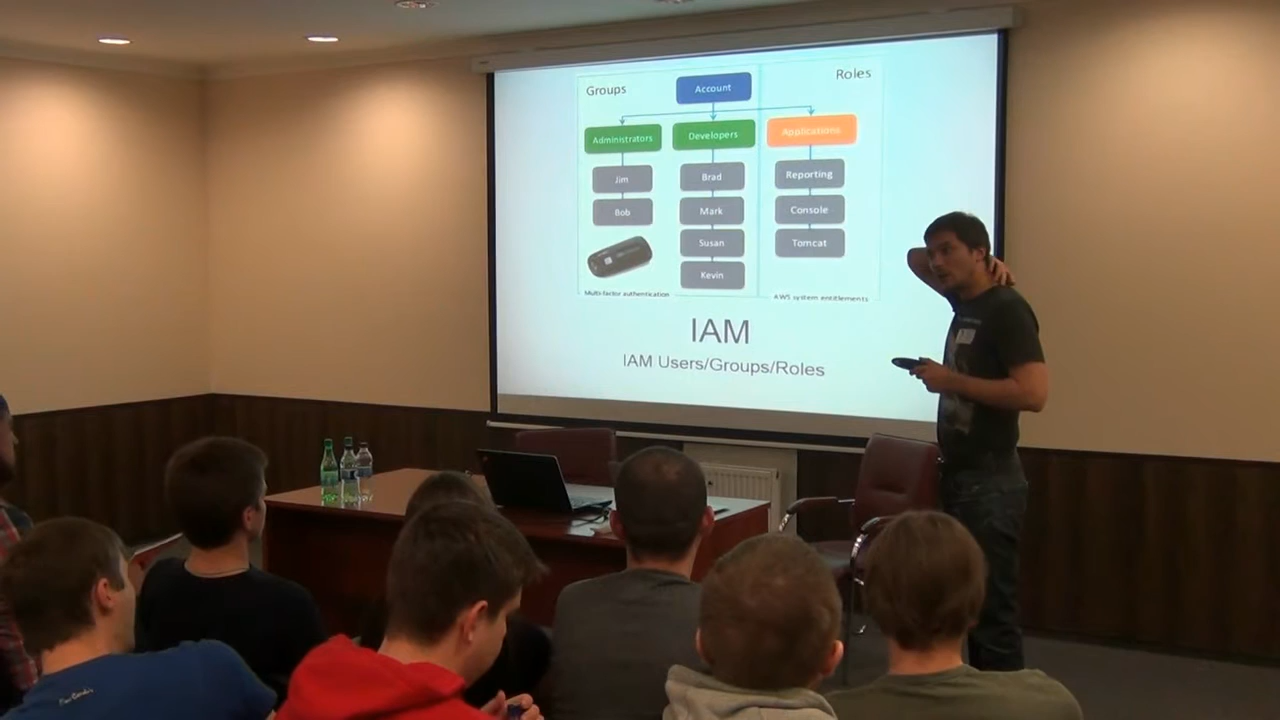 Groups
Roles
Account
Administrators
Developers
Applications
Jim
Brad
Reporting
Bob
Mark
Console
Susan
Tomcat
Kevin
Multi-factor authentication
AWS system entitlements
IAM
IAM Users/Groups/Roles